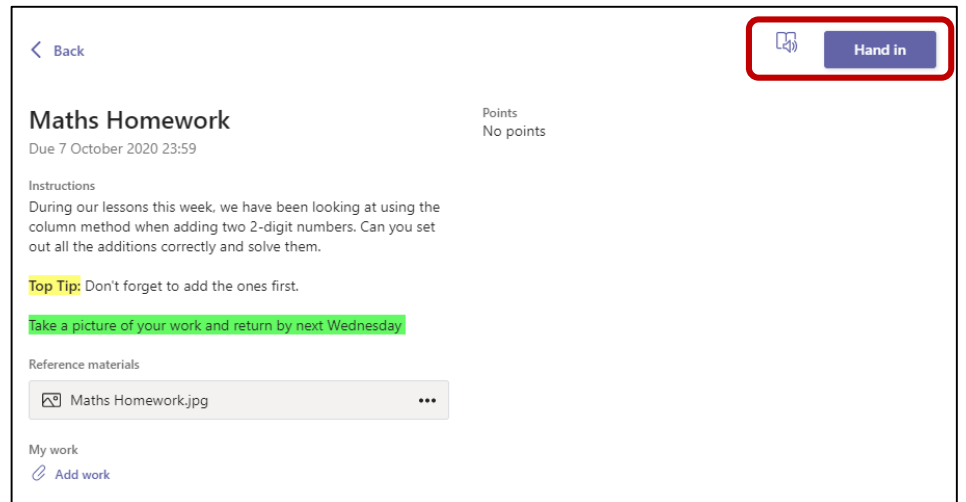 Back
Hand in
Maths Homework
Due 7 October 2020 23:59
Points
No points
Instructions
During our lessons this week, we have been looking at using the
column method when adding two 2-digit numbers. Can you set
out all the additions correctly and solve them.
Top Tip: Don't forget to add the ones first.
Take a picture of your work and return by next Wednesday
Reference materials
Maths Homework.jpg
My work
Add work